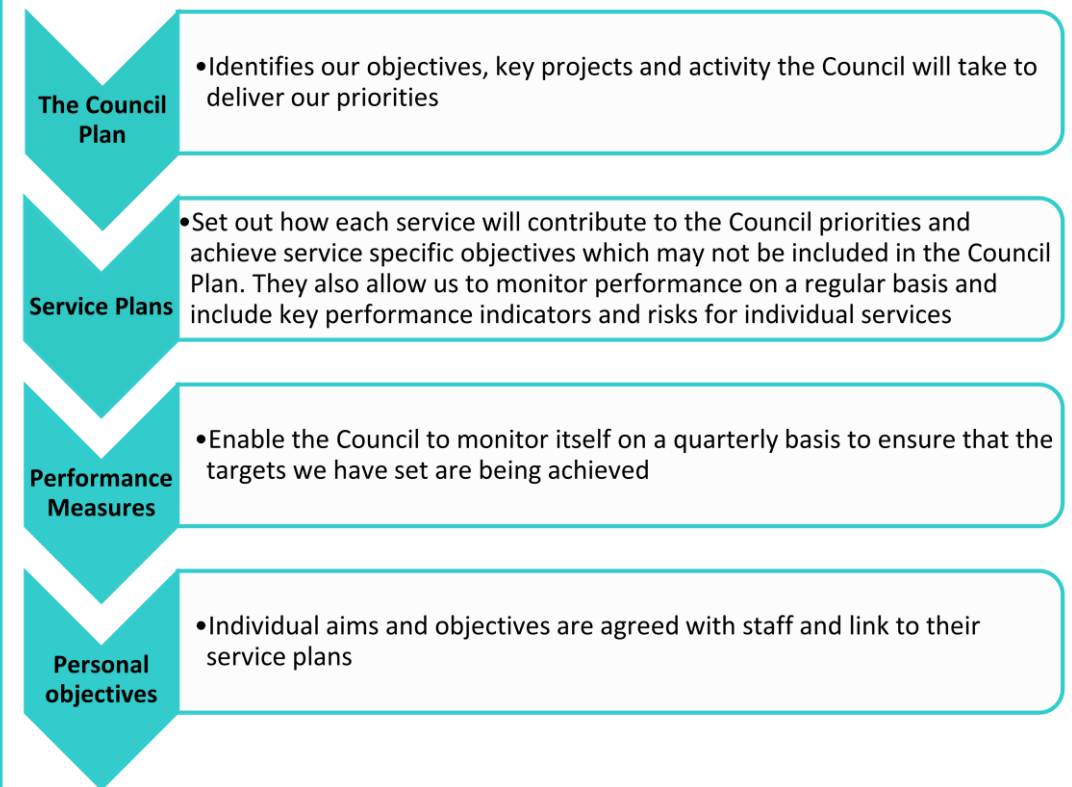 The Council
Plan
•Identifies our objectives, key projects and activity the Council will take to
deliver our priorities
Service Plans
•Set out how each service will contribute to the Council priorities and
achieve service specific objectives which may not be included in the Council
Plan. They also allow us to monitor performance on a regular basis and
include key performance indicators and risks for individual services
Performance
Measures
•Enable the Council to monitor itself on a quarterly basis to ensure that the
targets we have set are being achieved
Personal
objectives
•Individual aims and objectives are agreed with staff and link to their
service plans